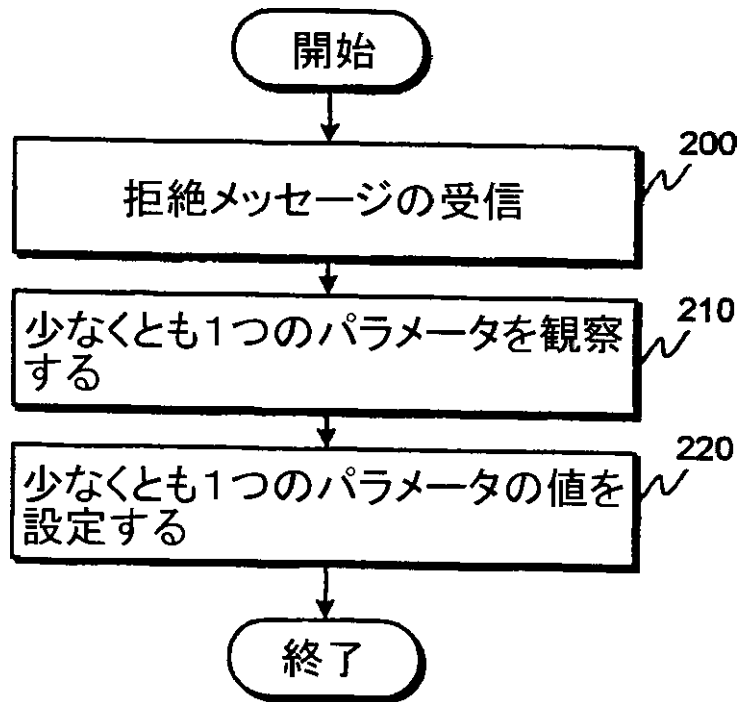 開始
200
拒絶メッセージの受信
210
少なくとも1つのパラメータを観察
する
220
少なくとも1つのパラメータの値を
設定する
終了